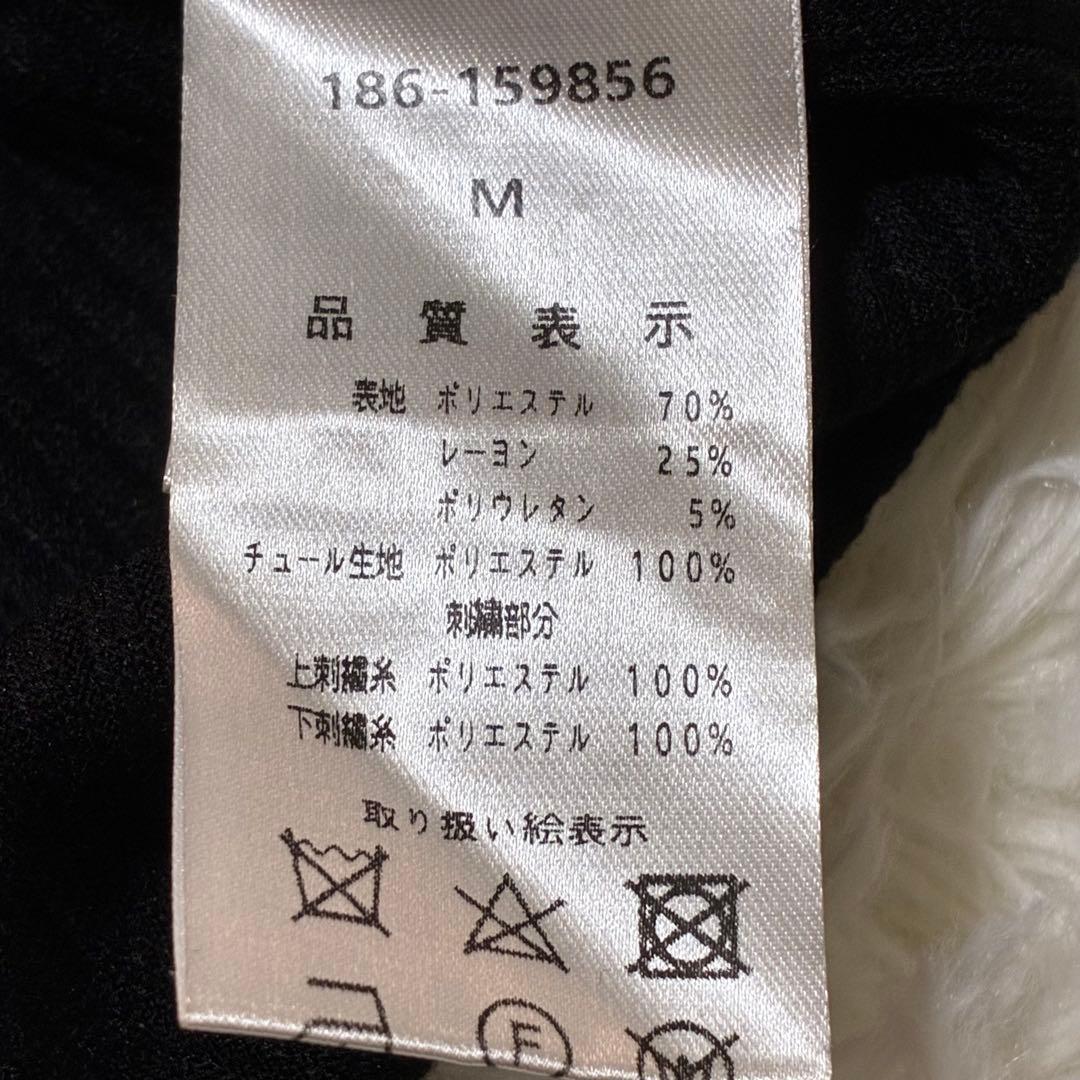 186-159856
M
品質表示
表地 ポリエステル 70%
レーヨン 25%
ポリウレタン 5%
チュール生地 ポリエステル 100%
刺繍部分
上刺繍糸 ポリエステル 100%
下刺繍糸 ポリエステル 100%
取り扱い絵表示
F
W